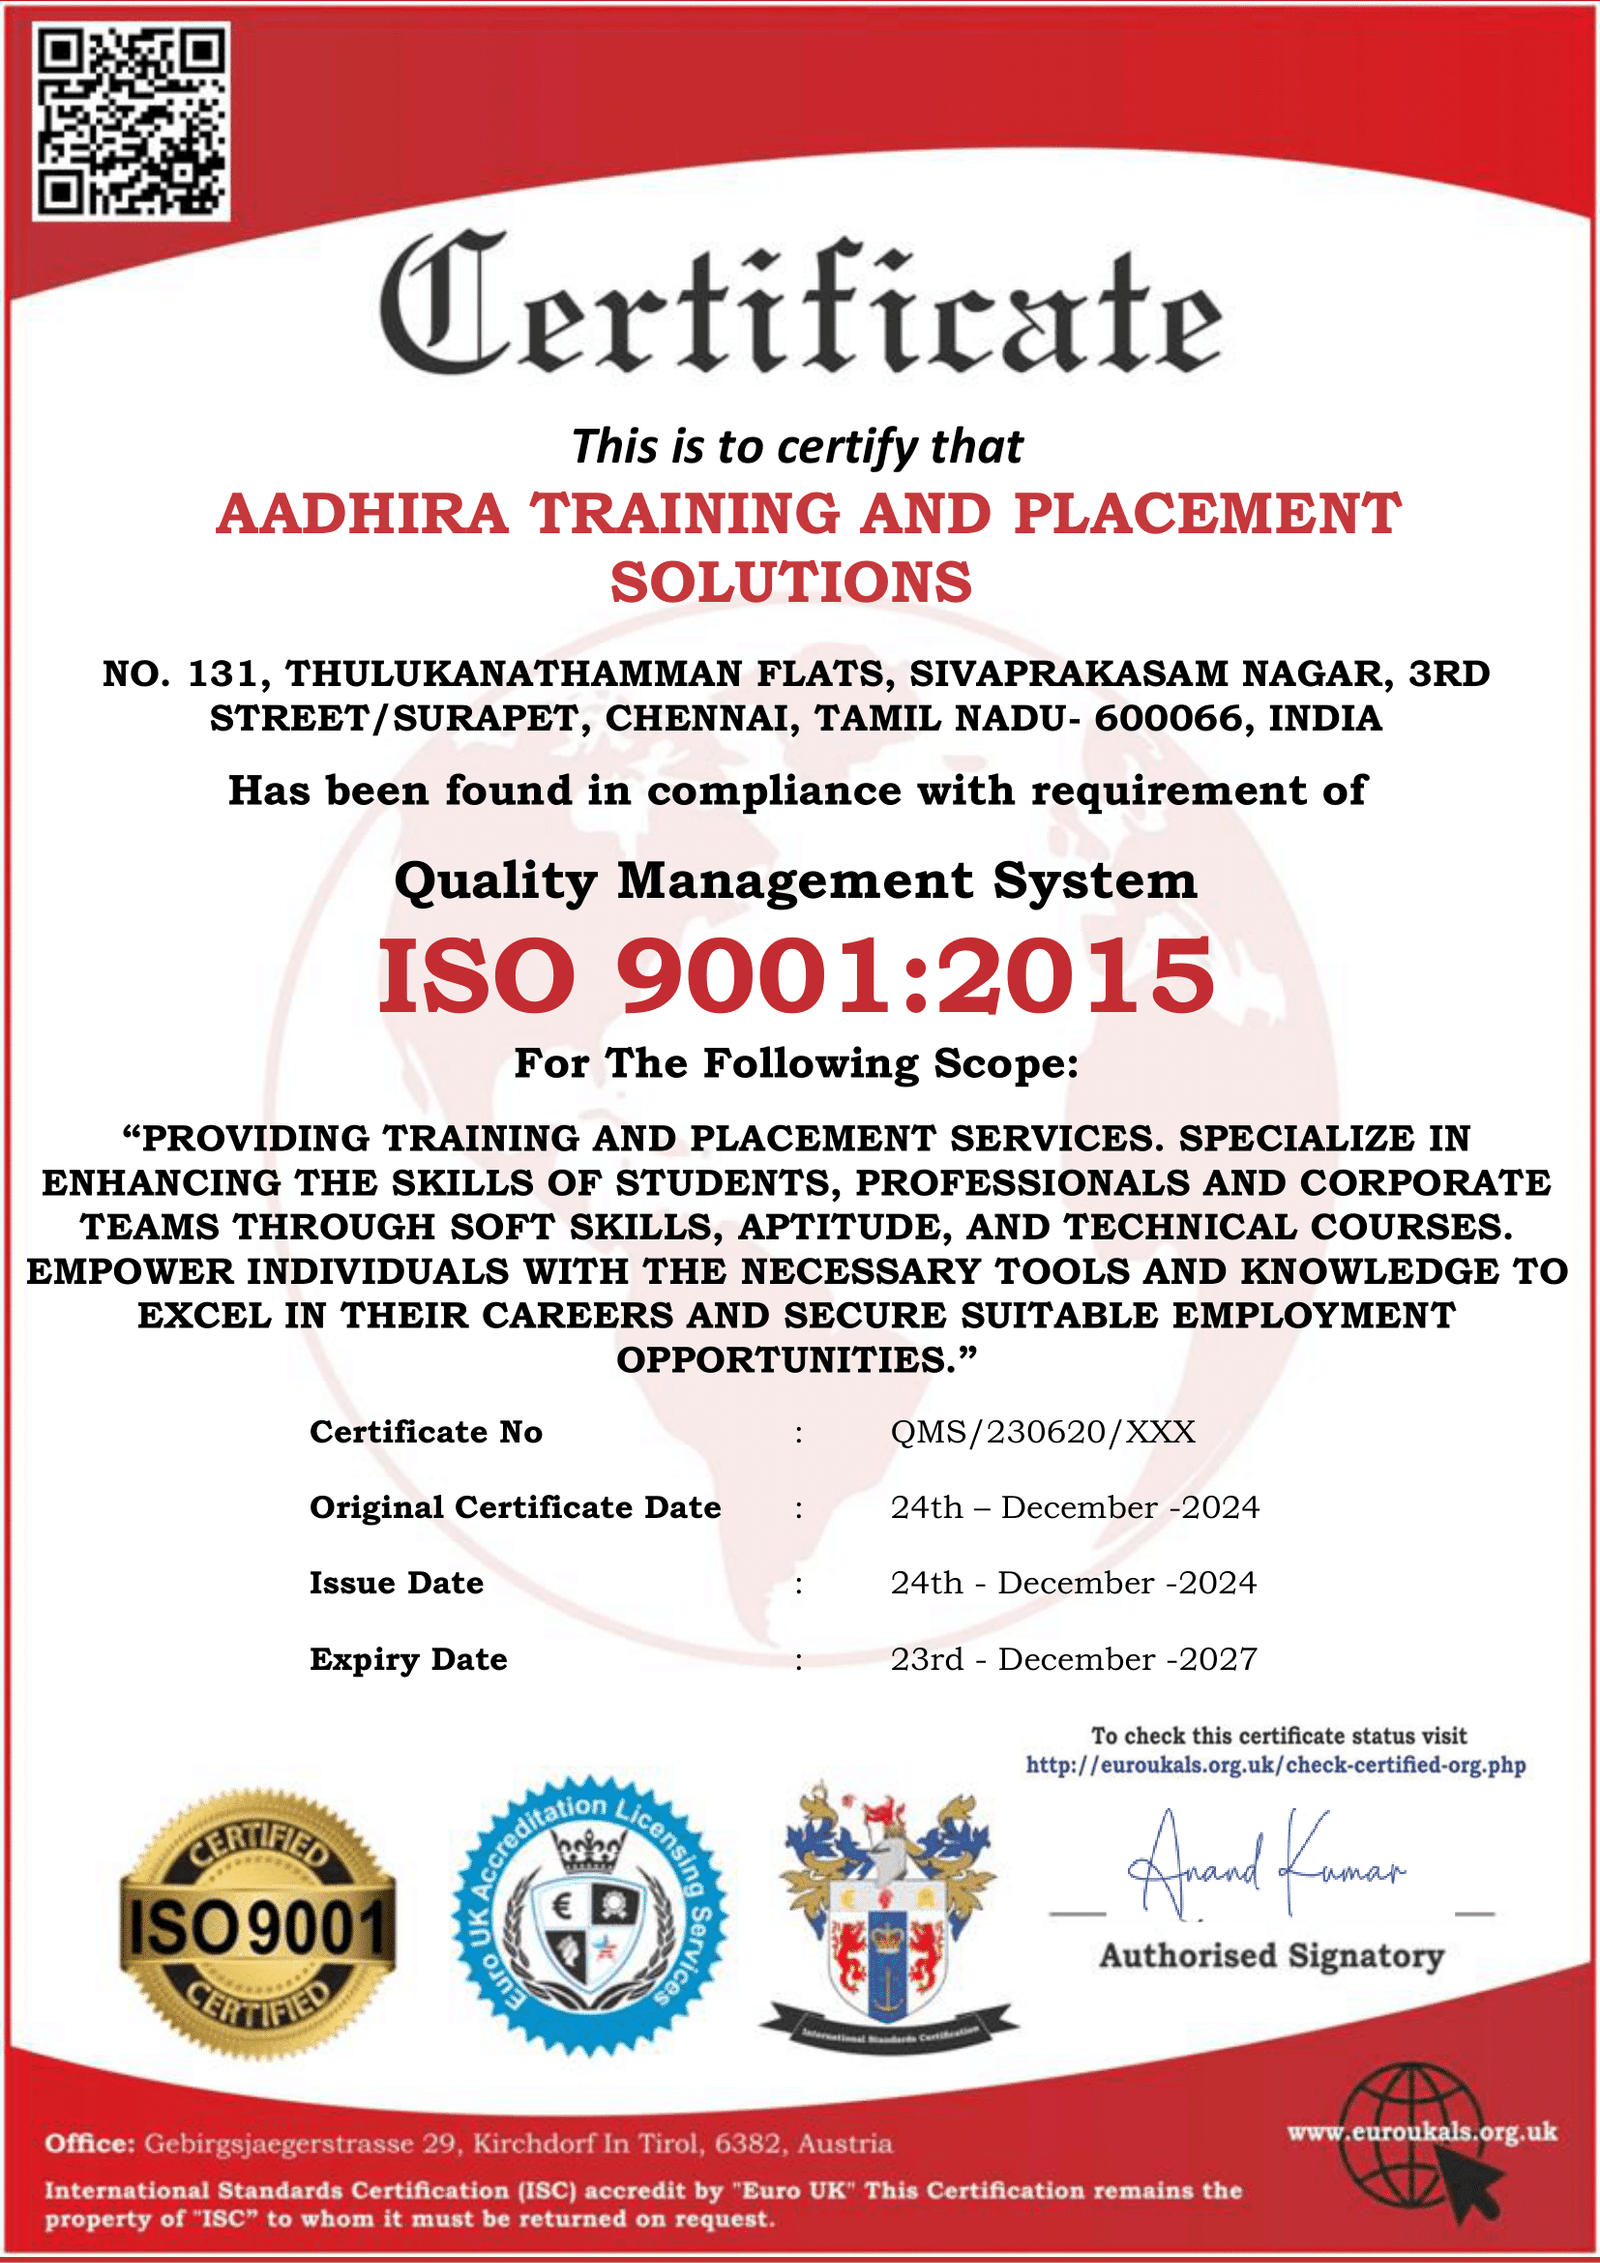 Certificate
This is to certify that
AADHIRA TRAINING AND PLACEMENT
SOLUTIONS
NO. 131, THULUKANATHAMMAN FLATS, SIVAPRAKASAM NAGAR, 3RD
STREET/SURAPET, CHENNAI, TAMIL NADU- 600066, INDIA
Has been found in compliance with requirement of
Quality Management System
ISO 9001:2015
For The Following Scope:
“PROVIDING TRAINING AND PLACEMENT SERVICES. SPECIALIZE IN
ENHANCING THE SKILLS OF STUDENTS, PROFESSIONALS AND CORPORATE
TEAMS THROUGH SOFT SKILLS, APTITUDE, AND TECHNICAL COURSES.
EMPOWER INDIVIDUALS WITH THE NECESSARY TOOLS AND KNOWLEDGE TO
EXCEL IN THEIR CAREERS AND SECURE SUITABLE EMPLOYMENT
OPPORTUNITIES.”
Certificate No : QMS/230620/XXX
Original Certificate Date : 24th – December -2024
Issue Date : 24th - December -2024
Expiry Date : 23rd - December -2027
To check this certificate status visit
http://euroukals.org.uk/check-certified-org.php
CERTIFIED
ISO 9001
CERTIFIED
Euro UK Accreditation Licensing Services
€
International Standards Certification
Anand Kumar
Authorised Signatory
Office: Gebirgsjaegerstrasse 29, Kirchdorf In Tirol, 6382, Austria
www.euroukals.org.uk
International Standards Certification (ISC) accredit by "Euro UK" This Certification remains the
property of "ISC” to whom it must be returned on request.